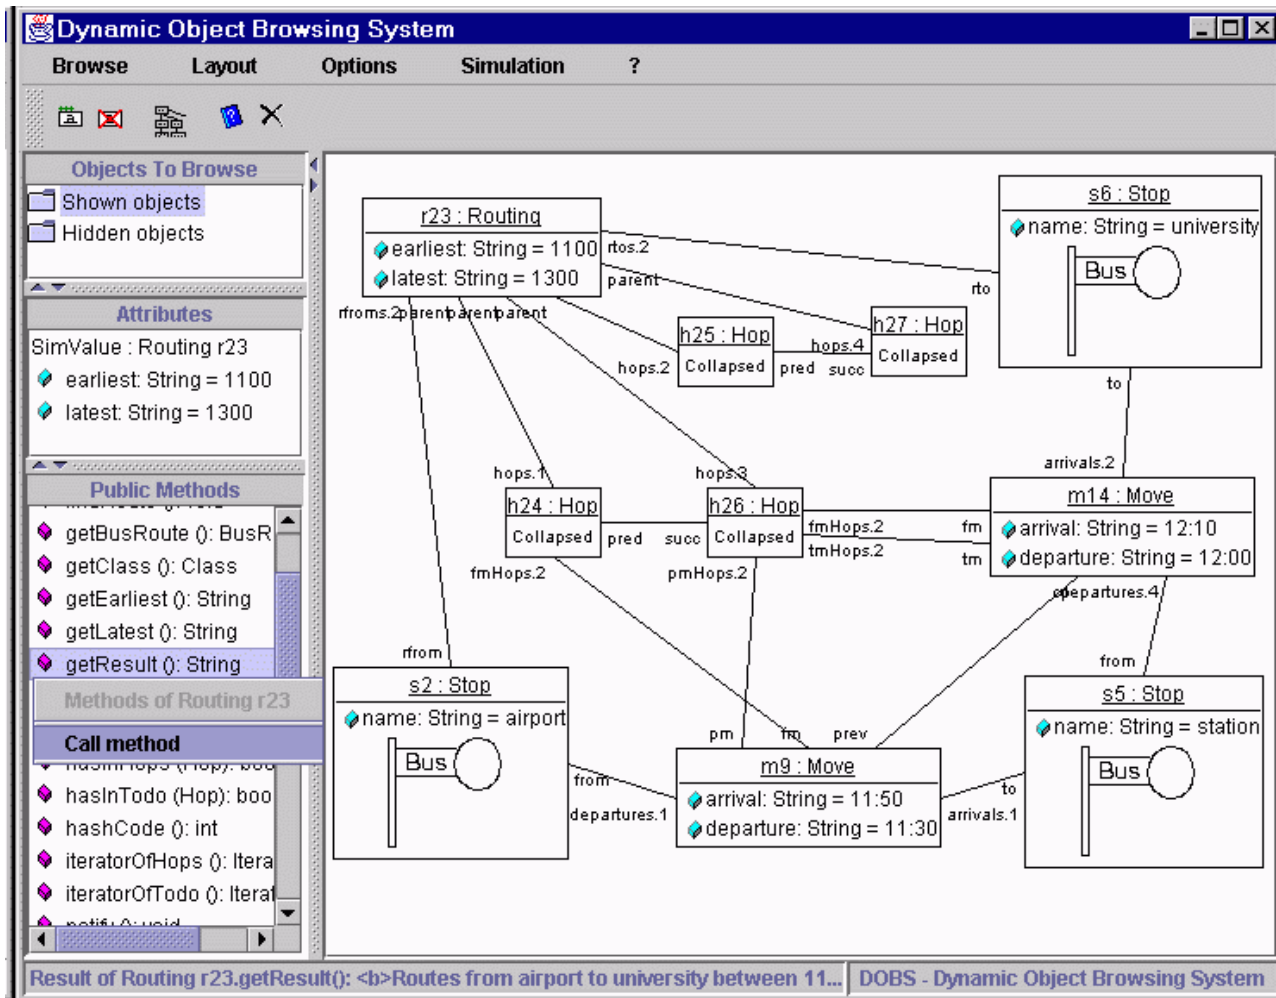 Dynamic Object Browsing System
Browse Layout Options Simulation ?
Objects To Browse
Shown objects
Hidden objects
Attributes
SimValue : Routing r23
earliest: String = 1100
latest: String = 1300
Public Methods
getBusRoute (): BusR
getClass (): Class
getEarliest (): String
getLatest (): String
getResult (): String
Methods of Routing r23
Call method
hasInTodo (Hop): boo
hashCode (): int
iteratorOfHops (): Itera
iteratorOfTodo (): Iterat
notify (): void
r23 : Routing
earliest: String = 1100
latest: String = 1300
rtos.2
parent
rfroms.2
parent
parent
parent
s6 : Stop
name: String = university
Bus
rto
to
h25 : Hop
Collapsed
hops.2
pred
succ
hops.4
h27 : Hop
Collapsed
hops.1
h24 : Hop
Collapsed
pred
fmHops.2
hops.3
h26 : Hop
Collapsed
succ
pmHops.2
fmHops.2
tmHops.2
fm
tm
arrivals.2
m14 : Move
arrival: String = 12:10
departure: String = 12:00
departures.4
from
rfrom
s2 : Stop
name: String = airport
Bus
from
departures.1
pm
fm
prev
m9 : Move
arrival: String = 11:50
departure: String = 11:30
to
arrivals.1
s5 : Stop
name: String = station
Bus
Result of Routing r23.getResult(): <b>Routes from airport to university between 11...
DOBS - Dynamic Object Browsing System